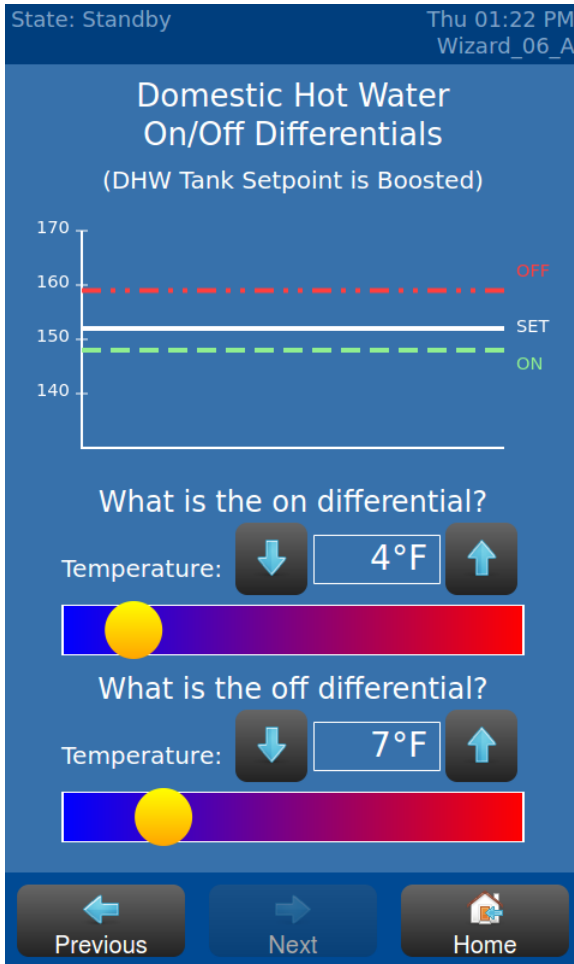 State: Standby
Thu 01:22 PM
Wizard_06_A
Domestic Hot Water
On/Off Differentials
(DHW Tank Setpoint is Boosted)
170
160
150
140
OFF
SET
ON
What is the on differential?
Temperature: 4°F
What is the off differential?
Temperature: 7°F
Previous Next Home